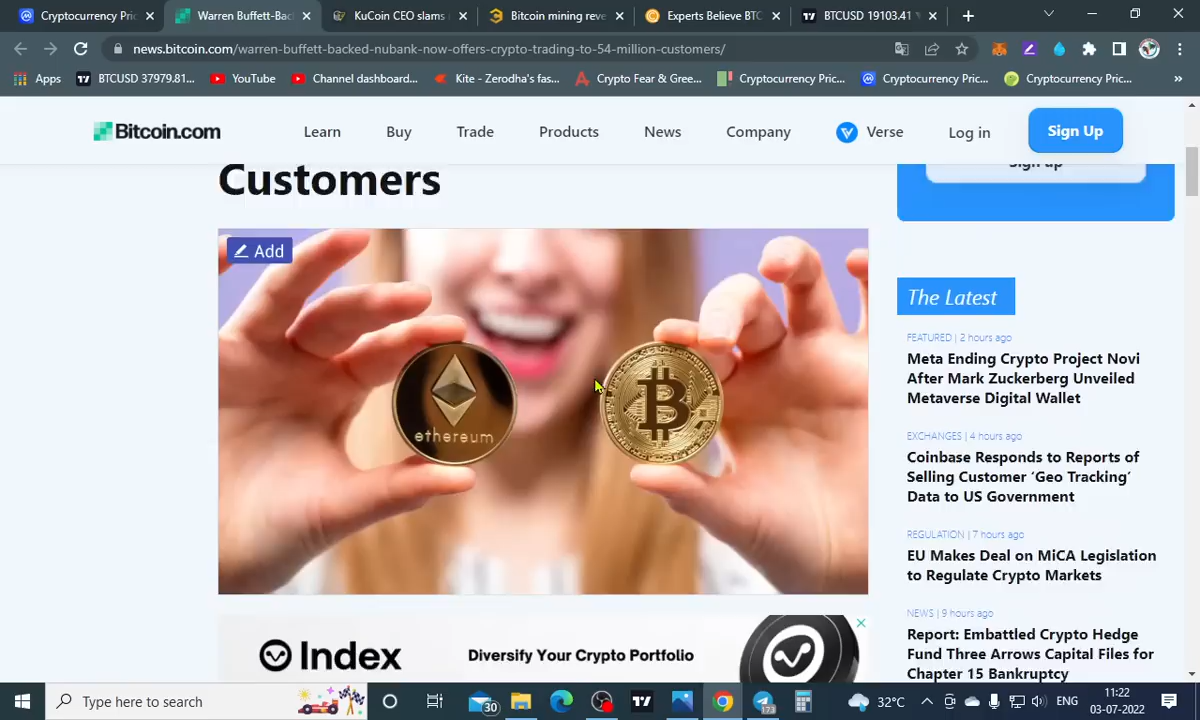 Cryptocurrency Pric
Warren Buffett-Back
KuCoin CEO slams
Bitcoin mining reve
Experts Believe BTC
BTCUSD 19103.41
news.bitcoin.com/warren-buffett-backed-nubank-now-offers-crypto-trading-to-54-million-customers/
Apps
BTCUSD 37979.81...
YouTube
Channel dashboard...
Kite - Zerodha's fas...
Crypto Fear & Gree...
Cryptocurrency Pric...
Cryptocurrency Pric...
Cryptocurrency Pric...
Bitcoin.com
Learn
Buy
Trade
Products
News
Company
Verse
Log in
Sign Up
Customers
Sign up
Add
ethereum
The Latest
FEATURED | 2 hours ago
Meta Ending Crypto Project Novi
After Mark Zuckerberg Unveiled
Metaverse Digital Wallet
EXCHANGES | 4 hours ago
Coinbase Responds to Reports of
Selling Customer ‘Geo Tracking’
Data to US Government
REGULATION | 7 hours ago
EU Makes Deal on MiCA Legislation
to Regulate Crypto Markets
NEWS | 9 hours ago
Report: Embattled Crypto Hedge
Fund Three Arrows Capital Files for
Chapter 15 Bankruptcy
Index
Diversify Your Crypto Portfolio
Type here to search
30
173
32°C
ENG
11:22
03-07-2022